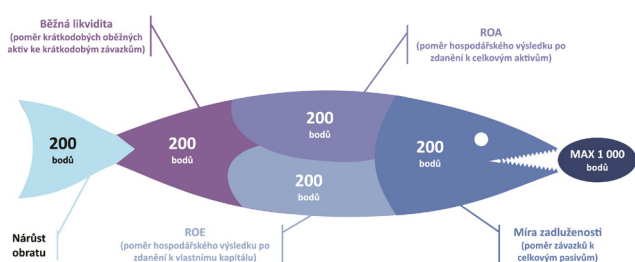 Běžná likvidita
(poměr krátkodobých oběžných
aktiv ke krátkodobým závazkům)
ROA
(poměr hospodářského výsledku po
zdanění k celkovým aktivům)
200
bodů
200
bodů
200
bodů
200
bodů
200
bodů
MAX 1 000
bodů
Nárůst
obratu
ROE
(poměr hospodářského výsledku po
zdanění k vlastnímu kapitálu)
Míra zadluženosti
(poměr závazků k
celkovým pasivům)